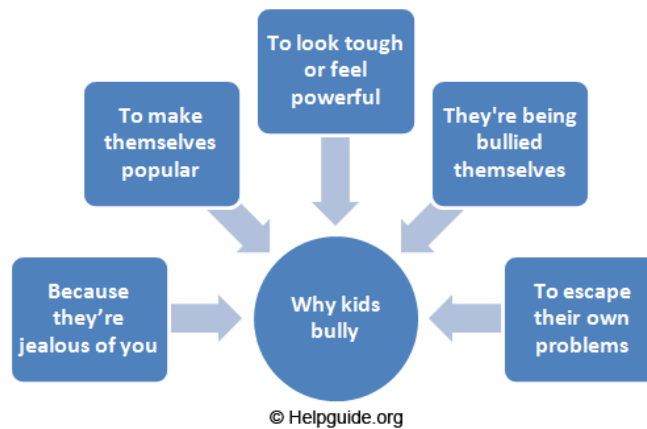 To look tough
or feel
powerful
To make
themselves
popular
They're being
bullied
themselves
Because
they’re
jealous of you
Why kids
bully
To escape
their own
problems
© Helpguide.org